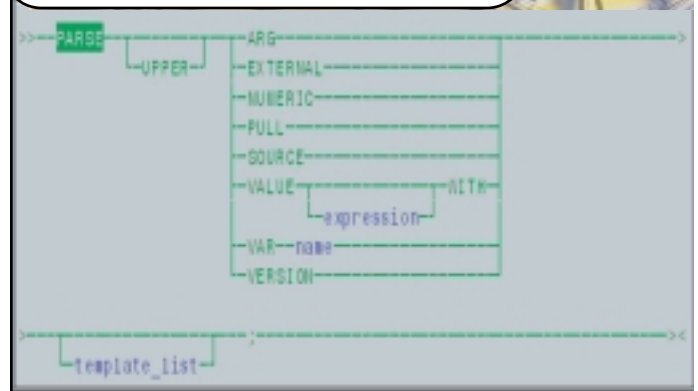 >>--PARSE--ARG-->
UPPER
EXTERNAL
NUMERIC
PULL
SOURCE
VALUE--WITH
expression
VAR--name
VERSION
>--;--><
template_list